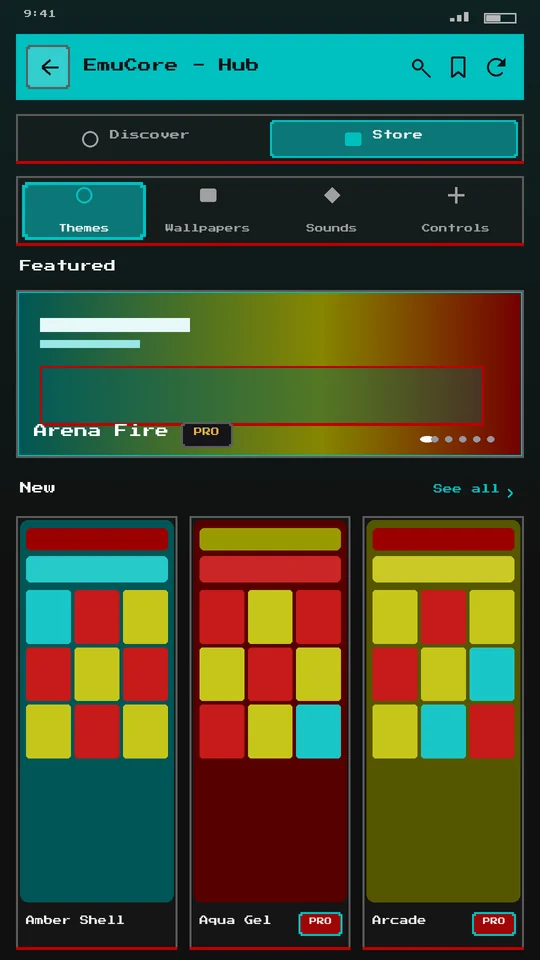 9:41
EmuCore - Hub
Discover
Store
Themes
Wallpapers
Sounds
Controls
Featured
Arena Fire
PRO
New
See all
Amber Shell
Aqua Gel
PRO
Arcade
PRO